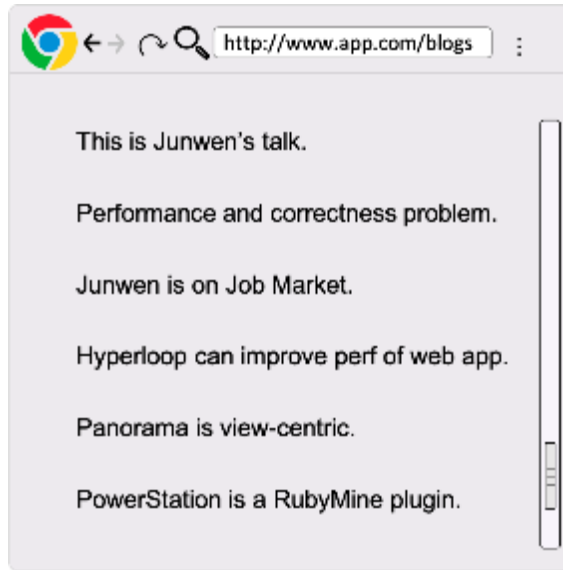 http://www.app.com/blogs
This is Junwen's talk.
Performance and correctness problem.
Junwen is on Job Market.
Hyperloop can improve perf of web app.
Panorama is view-centric.
PowerStation is a RubyMine plugin.